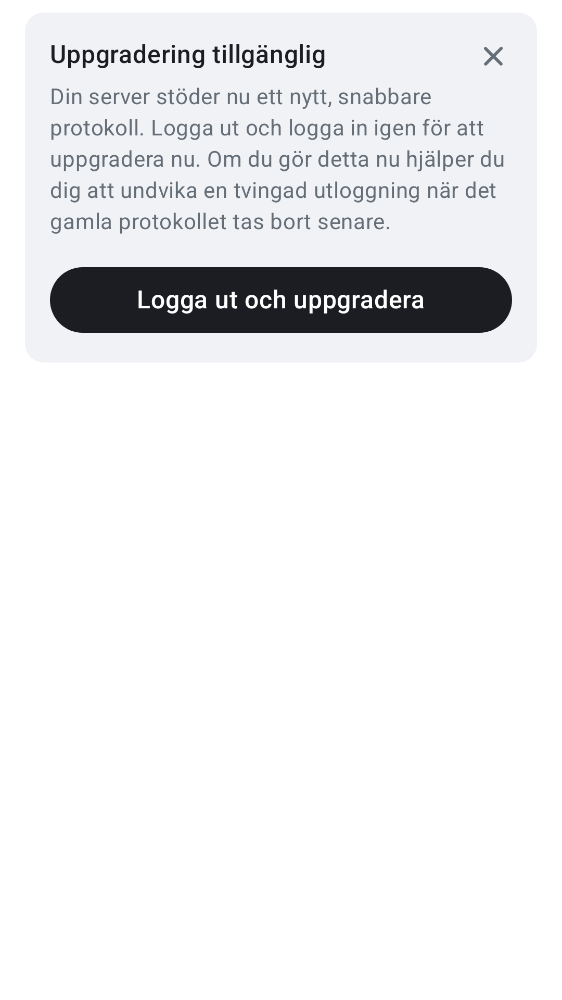 Uppgradering tillgänglig
Din server stöder nu ett nytt, snabbare
protokoll. Logga ut och logga in igen för att
uppgradera nu. Om du gör detta nu hjälper du
dig att undvika en tvingad utloggning när det
gamla protokollet tas bort senare.
Logga ut och uppgradera